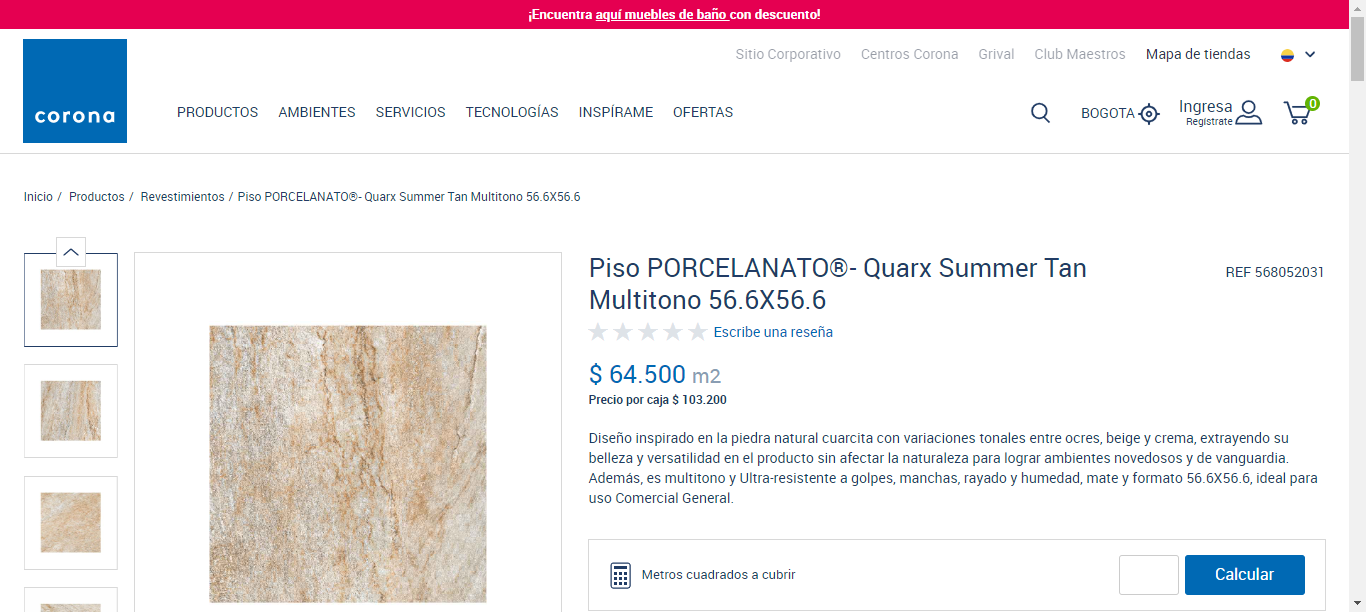 ¡Encuentra aquí muebles de baño con descuento!
Sitio Corporativo Centros Corona Grival Club Maestros Mapa de tiendas
corona
PRODUCTOS AMBIENTES SERVICIOS TECNOLOGÍAS INSPÍRAME OFERTAS
BOGOTA
Ingresa
Regístrate
0
Inicio / Productos / Revestimientos / Piso PORCELANATO®- Quarx Summer Tan Multitono 56.6X56.6
Piso PORCELANATO®- Quarx Summer Tan
Multitono 56.6X56.6
REF 568052031
Escribe una reseña
$ 64.500 m2
Precio por caja $ 103.200
Diseño inspirado en la piedra natural cuarcita con variaciones tonales entre ocres, beige y crema, extrayendo su
belleza y versatilidad en el producto sin afectar la naturaleza para lograr ambientes novedosos y de vanguardia.
Además, es multitono y Ultra-resistente a golpes, manchas, rayado y humedad, mate y formato 56.6X56.6, ideal para
uso Comercial General.
Metros cuadrados a cubrir
Calcular